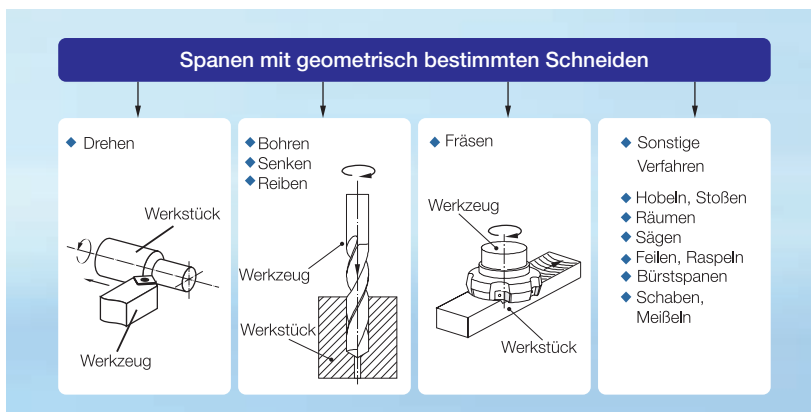 Spanen mit geometrisch bestimmten Schneiden
Drehen
Werkstück
Werkzeug
Bohren
Senken
Reiben
Werkzeug
Werkstück
Fräsen
Werkzeug
Werkstück
Sonstige
Verfahren
Hobeln, Stoßen
Räumen
Sägen
Feilen, Raspeln
Bürstspanen
Schaben,
Meißeln